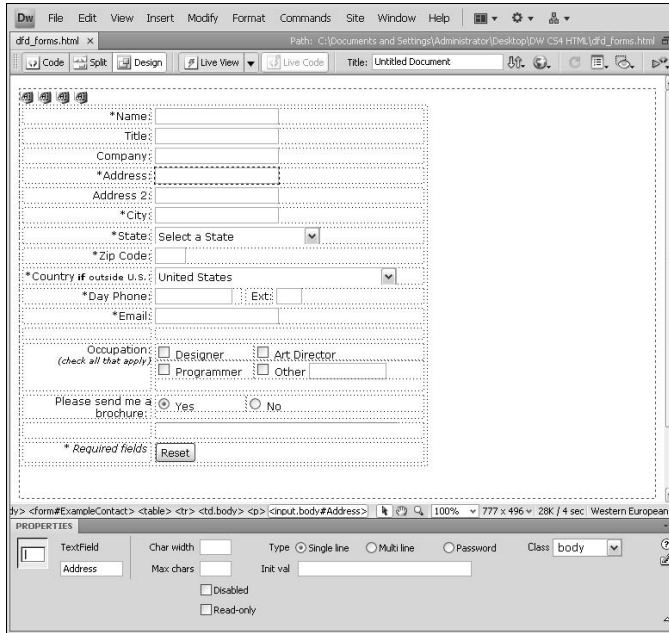 Dw File Edit View Insert Modify Format Commands Site Window Help
dfd_forms.html × Path: C:\Documents and Settings\Administrator\Desktop\DW CS4 HTML\dfd_forms.html
Code Split Design Live View Live Code Title: Untitled Document
*Name:
Title:
Company:
*Address:
Address 2:
*City:
*State: Select a State
*Zip Code:
*Country if outside U.S.: United States
*Day Phone: Ext:
*Email:
Occupation: Designer Art Director
(check all that apply) Programmer Other
Please send me a Yes No
brochure:
* Required fields Reset
dy> <form#ExampleContact> <table> <tr> <td.body> <p> <input.body#Address> 100% 777 x 496 28K / 4 sec Western European
PROPERTIES
TextField Char width Type Single line Multi line Password Class body
Address Max chars Init val
Disabled
Read-only